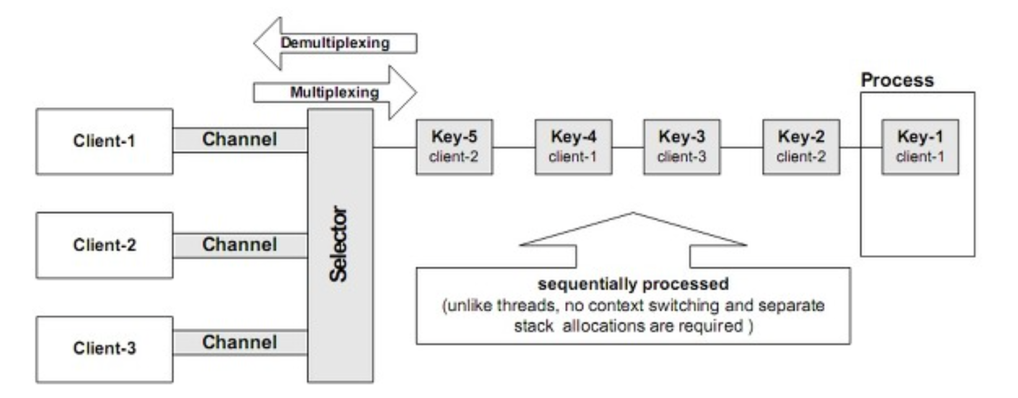 Demultiplexing
Multiplexing
Process
Client-1
Channel
Key-5
client-2
Key-4
client-1
Key-3
client-3
Key-2
client-2
Key-1
client-1
Client-2
Channel
Selector
Client-3
Channel
sequentially processed
(unlike threads, no context switching and separate
stack allocations are required )